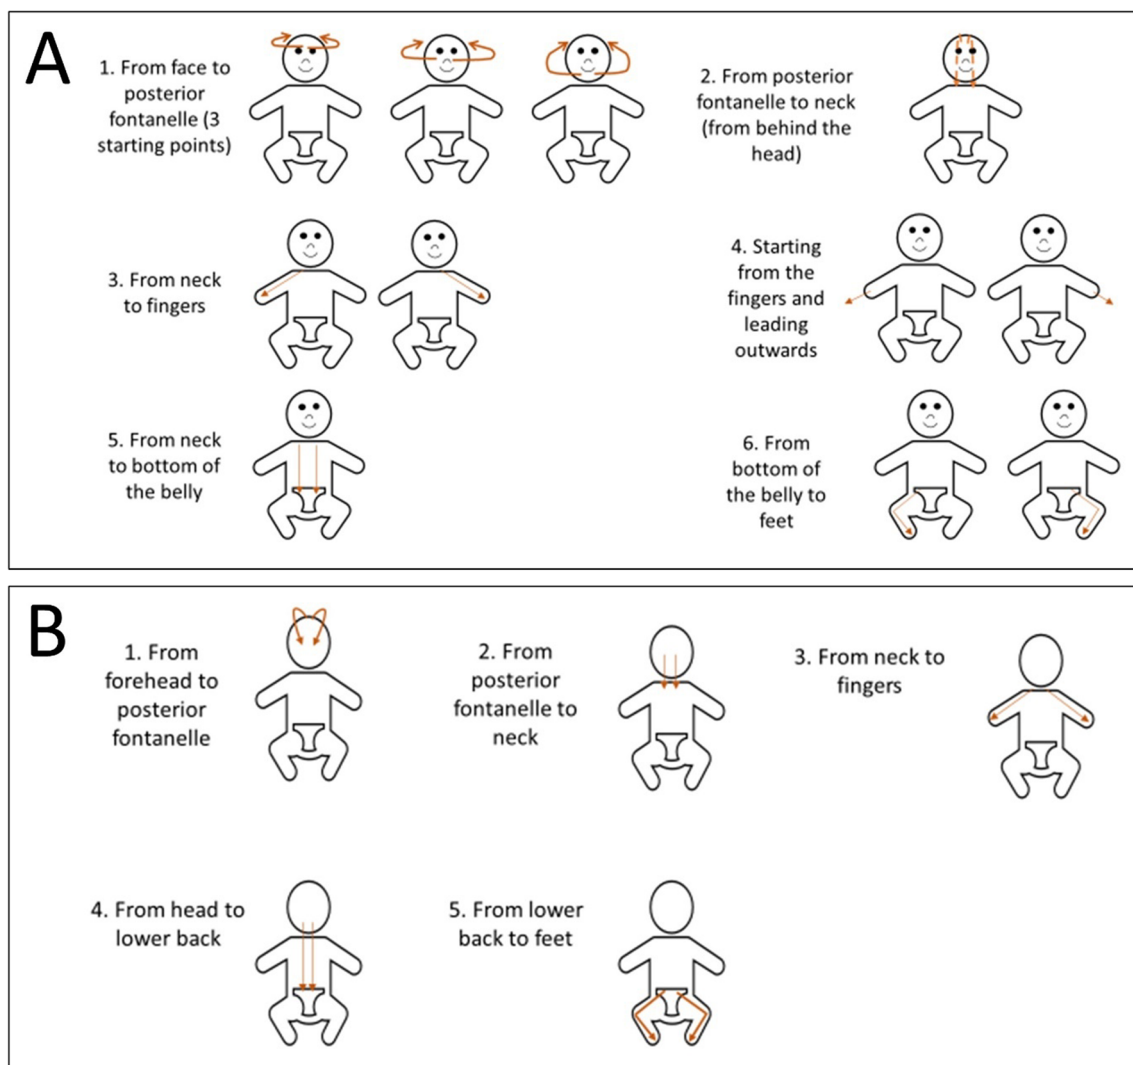 A
1. From face to
posterior
fontanelle (3
starting points)
2. From posterior
fontanelle to neck
(from behind the
head)
3. From neck
to fingers
4. Starting
from the
fingers and
leading
outwards
5. From neck
to bottom of
the belly
6. From
bottom of
the belly to
feet
B
1. From
forehead to
posterior
fontanelle
2. From
posterior
fontanelle to
neck
3. From neck to
fingers
4. From head to
lower back
5. From lower
back to feet